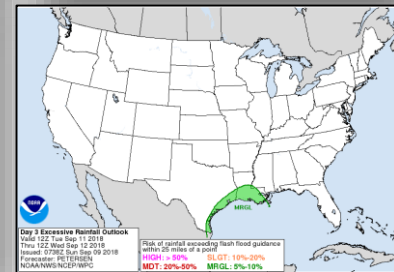 MRGL
noaa
Day 3 Excessive Rainfall Outlook
Valid 12Z Tue Sep 11 2018
Thru 12Z Wed Sep 12 2018
Issued: 0738Z Sun Sep 09 2018
Forecaster: PETERSEN
NOAA/NWS/NCEP/WPC
Risk of rainfall exceeding flash flood guidance
within 25 miles of a point
HIGH: > 50% SLGT: 10%-20%
MDT: 20%-50% MRGL: 5%-10%